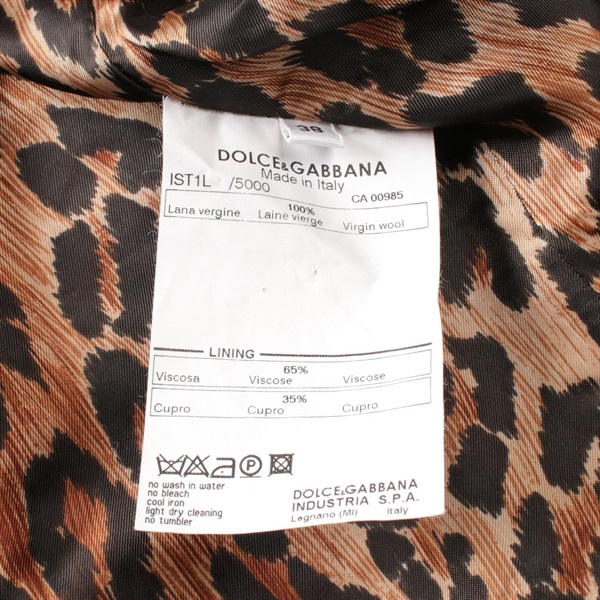 38
DOLCE&GABBANA
Made in Italy
IST1L /5000 CA 00985
100%
Lana vergine Laine vierge Virgin wool
LINING
65%
Viscosa Viscose Viscose
35%
Cupro Cupro Cupro
A P
no wash in water
no bleach
cool iron
light dry cleaning
no tumbler
DOLCE&GABBANA
INDUSTRIA S.P.A.
Legnano (MI) Italy